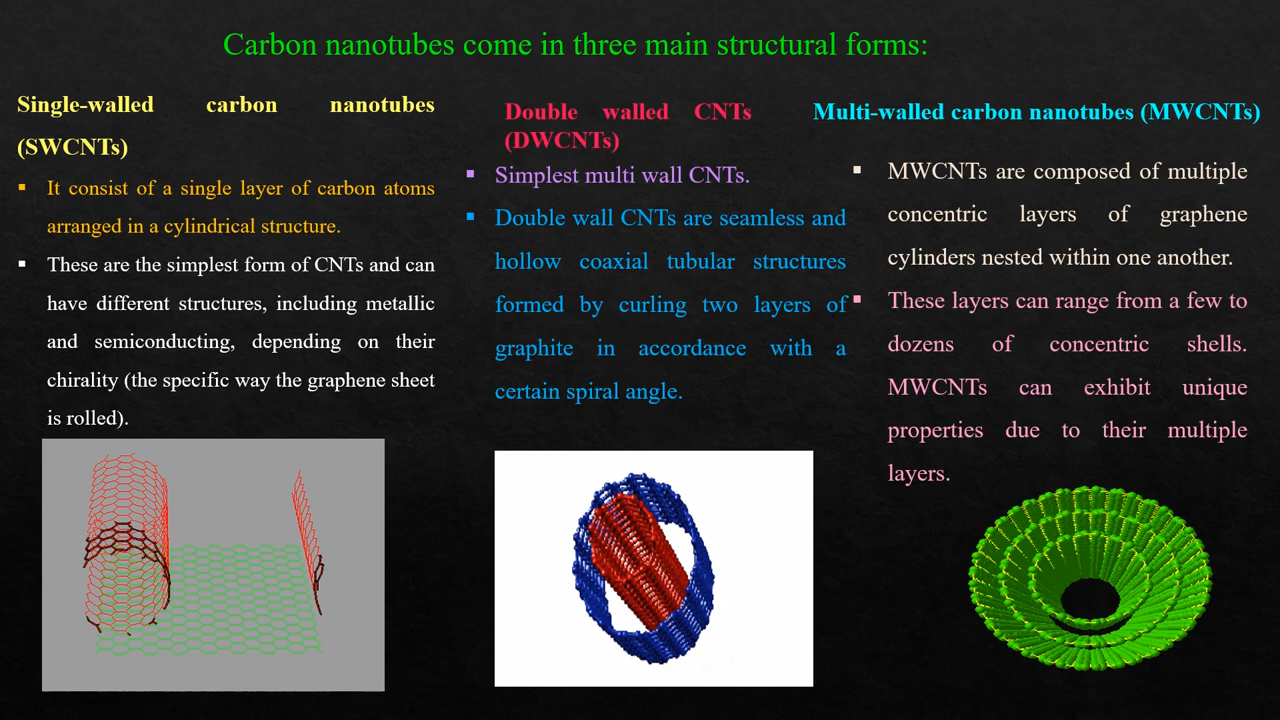 Carbon nanotubes come in three main structural forms:
Single-walled carbon nanotubes
(SWCNTs)
▪ It consist of a single layer of carbon atoms
arranged in a cylindrical structure.
▪ These are the simplest form of CNTs and can
have different structures, including metallic
and semiconducting, depending on their
chirality (the specific way the graphene sheet
is rolled).
Double walled CNTs
(DWCNTs)
▪ Simplest multi wall CNTs.
▪ Double wall CNTs are seamless and
hollow coaxial tubular structures
formed by curling two layers of
graphite in accordance with a
certain spiral angle.
Multi-walled carbon nanotubes (MWCNTs)
▪ MWCNTs are composed of multiple
concentric layers of graphene
cylinders nested within one another.
▪ These layers can range from a few to
dozens of concentric shells.
MWCNTs can exhibit unique
properties due to their multiple
layers.